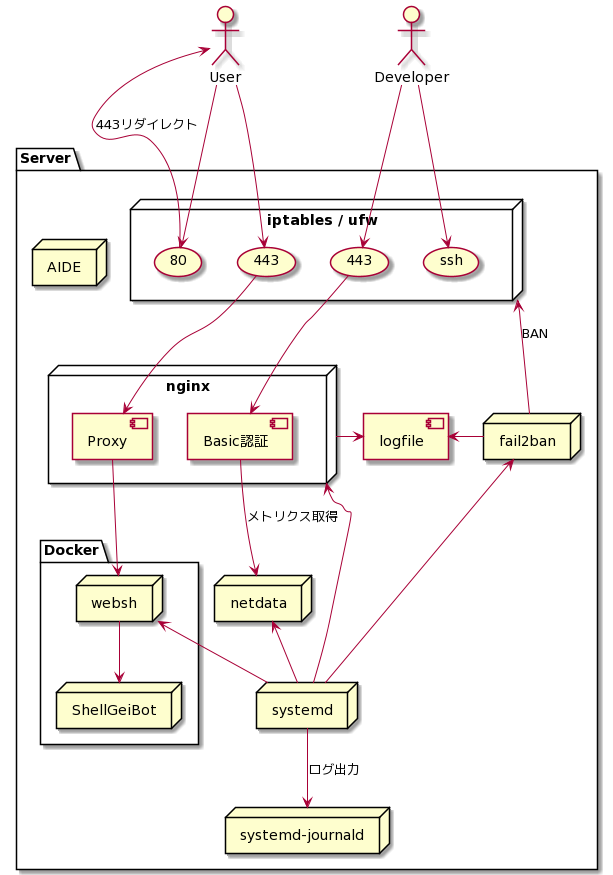 User
Developer
443リダイレクト
Server
iptables / ufw
80
443
443
ssh
AIDE
BAN
nginx
Proxy
Basic認証
logfile
fail2ban
メトリクス取得
Docker
websh
netdata
ShellGeiBot
systemd
ログ出力
systemd-journald